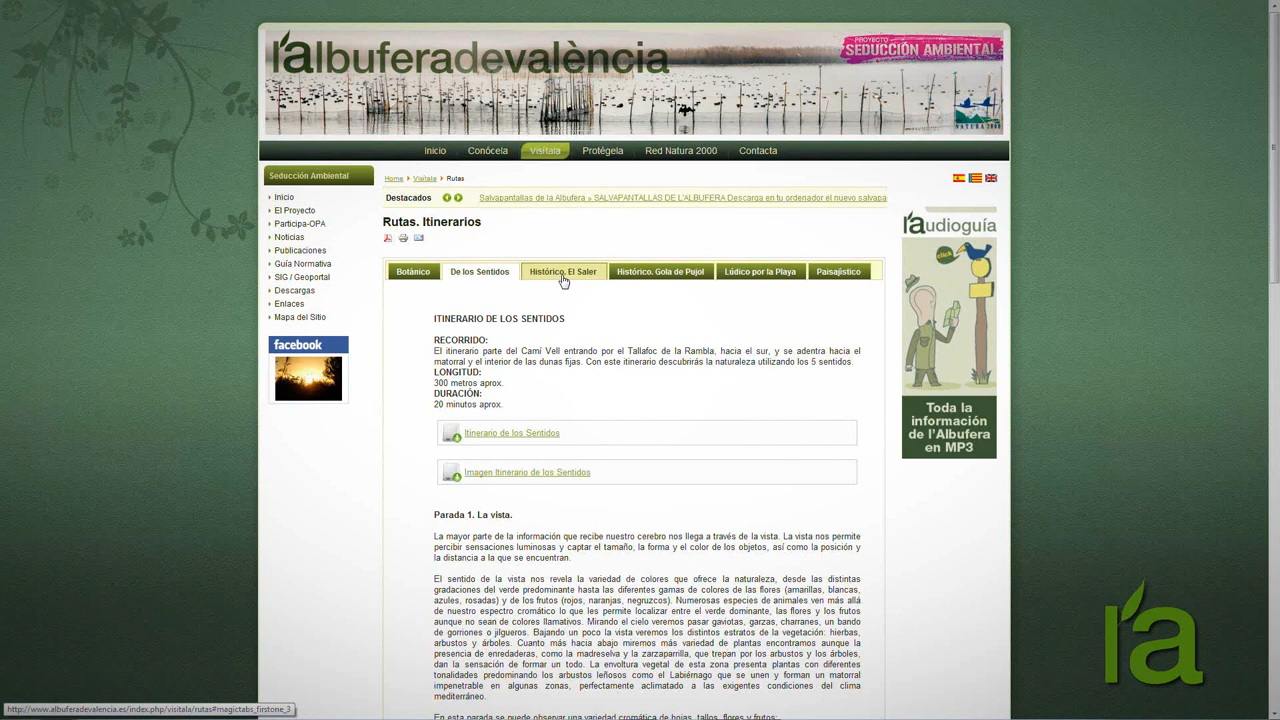 l'albuferadevalència
PROYECTO
SEDUCCIÓN AMBIENTAL
NATURA 2000
Inicio Conócela Visítala Protégela Red Natura 2000 Contacta
Seducción Ambiental
Inicio
El Proyecto
Participa-OPA
Noticias
Publicaciones
Guía Normativa
SIG / Geoportal
Descargas
Enlaces
Mapa del Sitio
facebook
Home Visítala Rutas
Destacados Salvapantallas de la Albufera » SALVAPANTALLAS DE L'ALBUFERA Descarga en tu ordenador el nuevo salvapa
Rutas. Itinerarios
Botánico De los Sentidos Histórico. El Saler Histórico. Gola de Pujol Lúdico por la Playa Paisajístico
ITINERARIO DE LOS SENTIDOS
RECORRIDO:
El itinerario parte del Camí Vell entrando por el Tallafoc de la Rambla, hacia el sur, y se adentra hacia el
matorral y el interior de las dunas fijas. Con este itinerario descubrirás la naturaleza utilizando los 5 sentidos.
LONGITUD:
300 metros aprox.
DURACIÓN:
20 minutos aprox.
Itinerario de los Sentidos
Imagen Itinerario de los Sentidos
Parada 1. La vista.
La mayor parte de la información que recibe nuestro cerebro nos llega a través de la vista. La vista nos permite
percibir sensaciones luminosas y captar el tamaño, la forma y el color de los objetos, así como la posición y
la distancia a la que se encuentran.
El sentido de la vista nos revela la variedad de colores que ofrece la naturaleza, desde las distintas
gradaciones del verde predominante hasta las diferentes gamas de colores de las flores (amarillas, blancas,
azules, rosadas) y de los frutos (rojos, naranjas, negruzcos). Numerosas especies de animales ven más allá
de nuestro espectro cromático lo que les permite localizar entre el verde dominante, las flores y los frutos
aunque no sean de colores llamativos. Mirando el cielo veremos pasar gaviotas, garzas, charranes, un bando
de gorriones o jilgueros. Bajando un poco la vista veremos los distintos estratos de la vegetación: hierbas,
arbustos y árboles. Cuanto más hacia abajo miremos más variedad de plantas encontramos aunque la
presencia de enredaderas, como la madreselva y la zarzaparrilla, que trepan por los arbustos y los árboles,
dan la sensación de formar un todo. La envoltura vegetal de esta zona presenta plantas con diferentes
tonalidades predominando los arbustos leñosos como el Labiérnago que se unen y forman un matorral
impenetrable en algunas zonas, perfectamente aclimatado a las exigentes condiciones del clima
mediterráneo.
En esta parada se puede observar una variedad cromática de hojas, tallos, flores y frutos:
l'audioguía
click
Toda la
información
de l'Albufera
en MP3
l'a
http://www.albuferadevalencia.es/index.php/visitala/rutas#magictabs_firstone_3